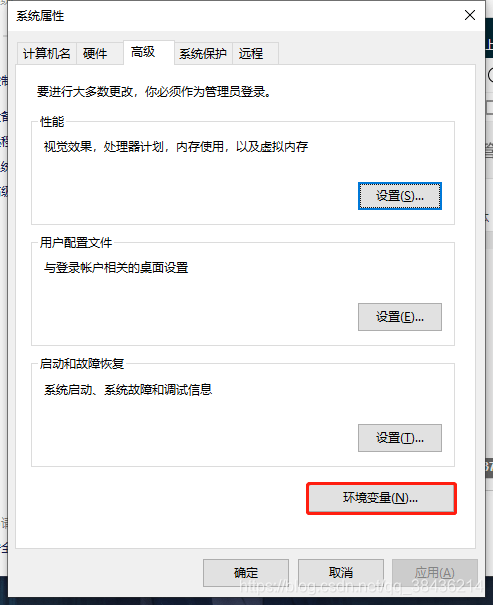 系统属性
计算机名
硬件
高级
系统保护
远程
要进行大多数更改，你必须作为管理员登录。
性能
视觉效果，处理器计划，内存使用，以及虚拟内存
设置(S)...
用户配置文件
与登录帐户相关的桌面设置
设置(E)...
启动和故障恢复
系统启动、系统故障和调试信息
设置(T)...
环境变量(N)...
确定
取消
应用(A)
https://blog.csdn.net/qq_38436214